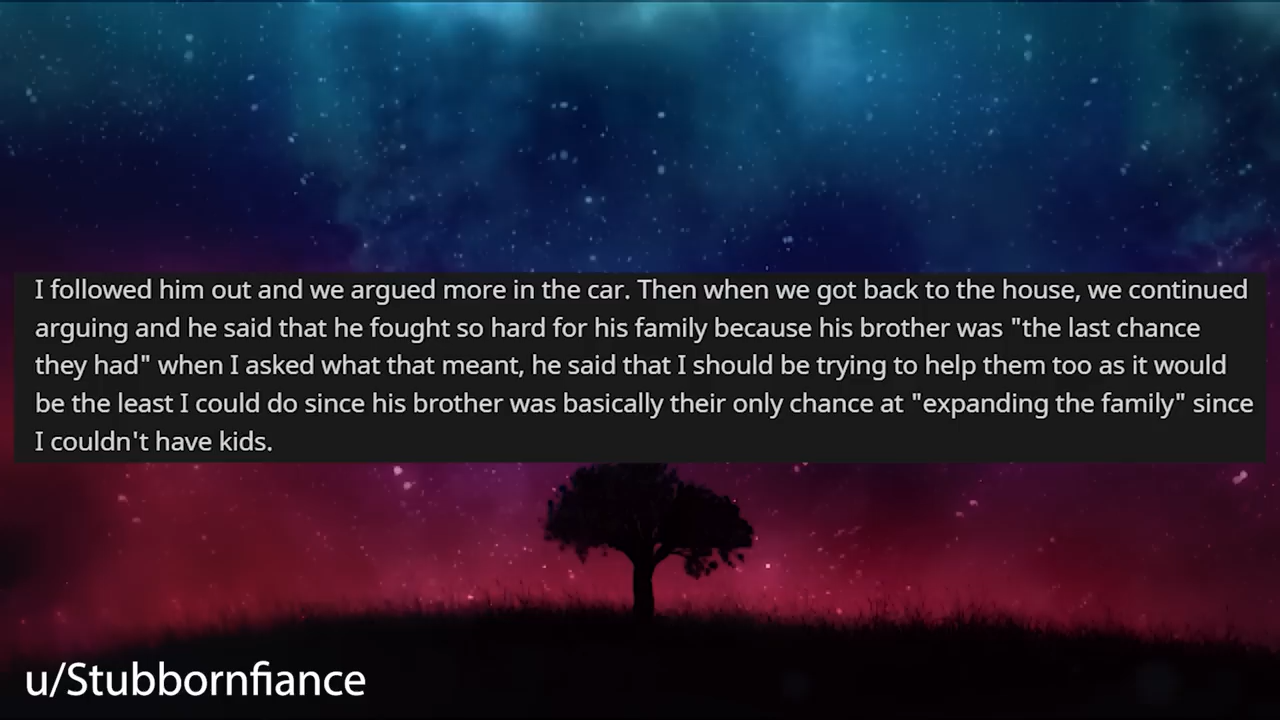 I followed him out and we argued more in the car. Then when we got back to the house, we continued
arguing and he said that he fought so hard for his family because his brother was "the last chance
they had" when I asked what that meant, he said that I should be trying to help them too as it would
be the least I could do since his brother was basically their only chance at "expanding the family" since
I couldn't have kids.
u/Stubbornfiance